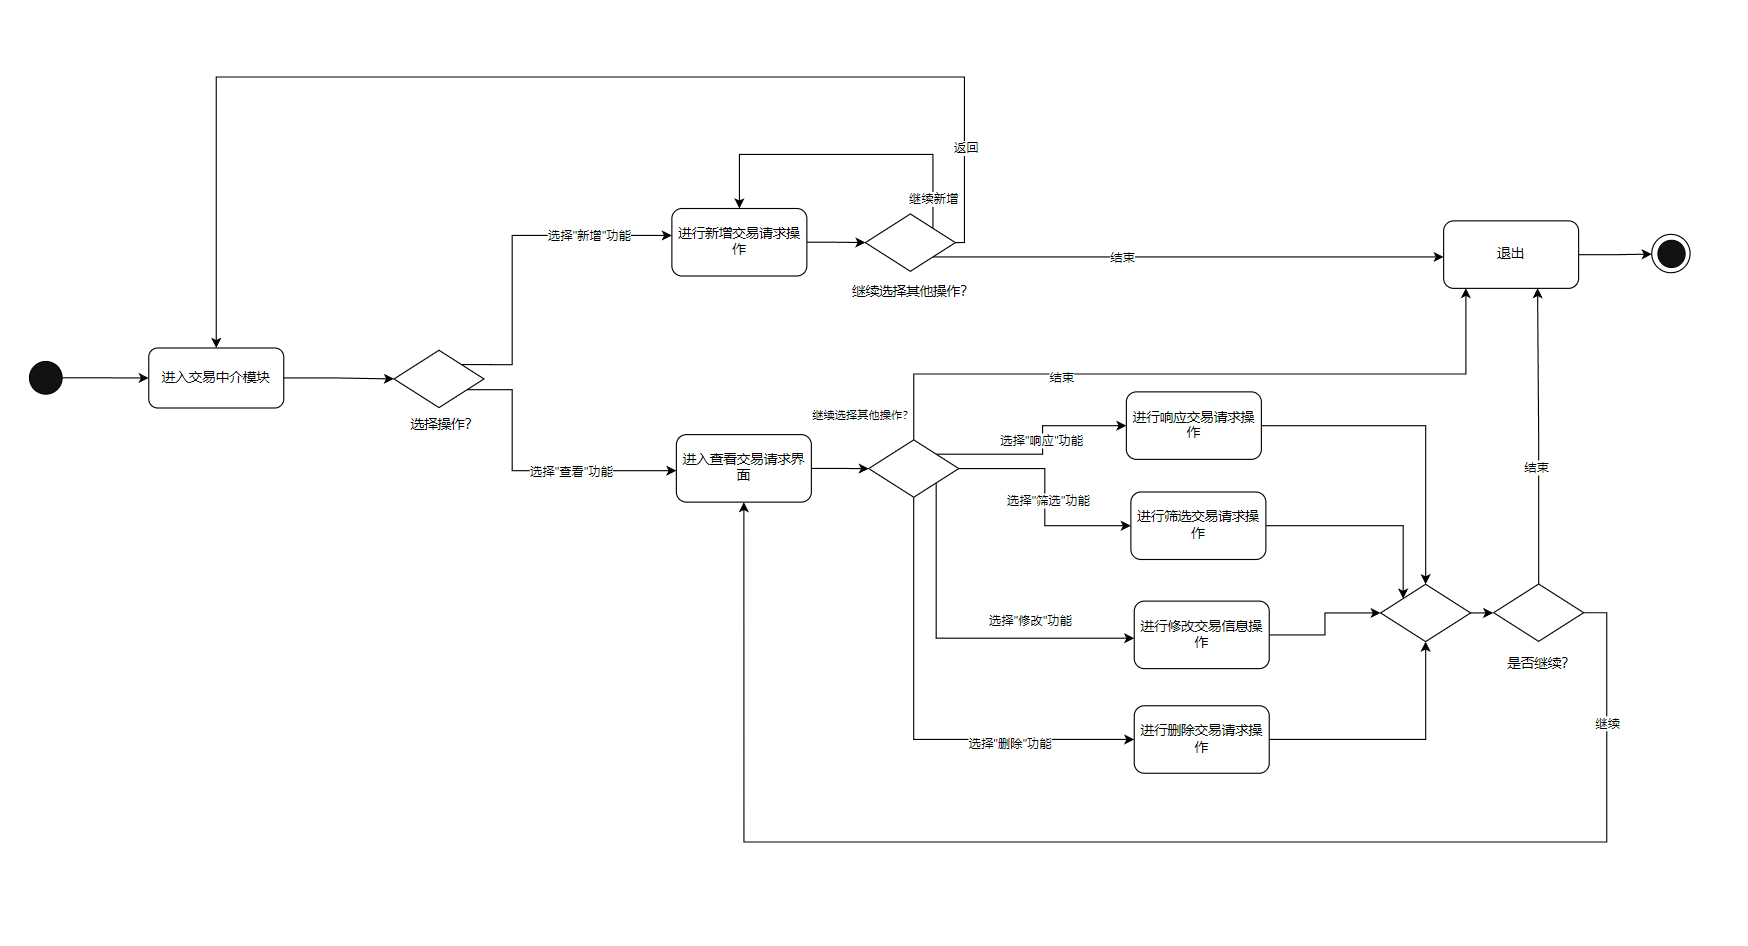 返回
继续新增
选择"新增"功能
进行新增交易请求操
作
结束
退出
继续选择其他操作?
进入交易中介模块
选择操作?
结束
继续选择其他操作?
进行响应交易请求操
作
选择"响应"功能
选择"查看"功能
进入查看交易请求界
面
结束
选择"筛选"功能
进行筛选交易请求操
作
选择"修改"功能
进行修改交易信息操
作
是否继续?
继续
选择"删除"功能
进行删除交易请求操
作